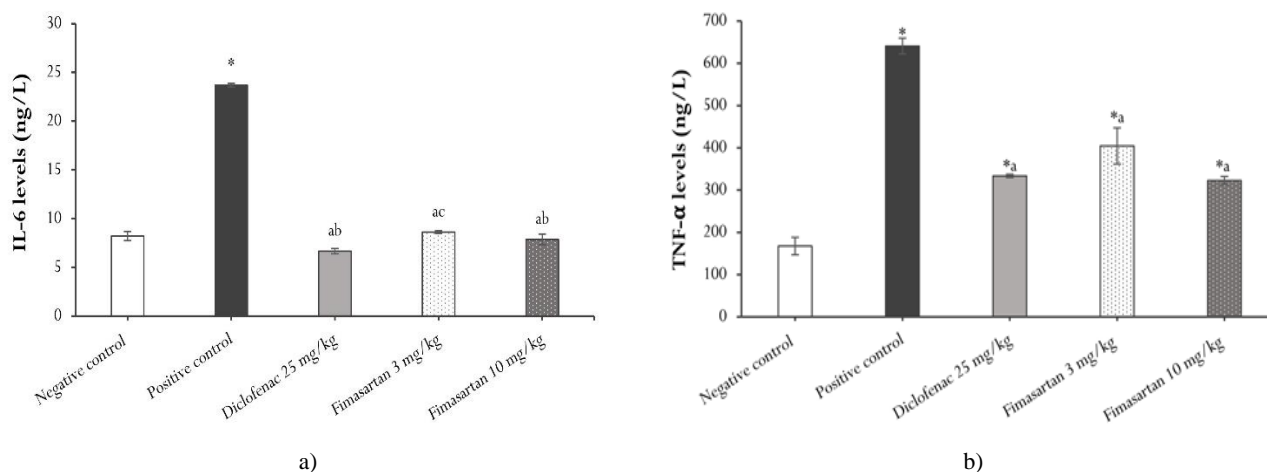 IL-6 levels (ng/L)
30
25
20
15
10
5
0
*
ab
ac
ab
Negative control
Positive control
Diclofenac 25 mg/kg
Fimasartan 3 mg/kg
Fimasartan 10 mg/kg
a)
TNF-α levels (ng/L)
700
600
500
400
300
200
100
0
*
*a
*a
*a
Negative control
Positive control
Diclofenac 25 mg/kg
Fimasartan 3 mg/kg
Fimasartan 10 mg/kg
b)